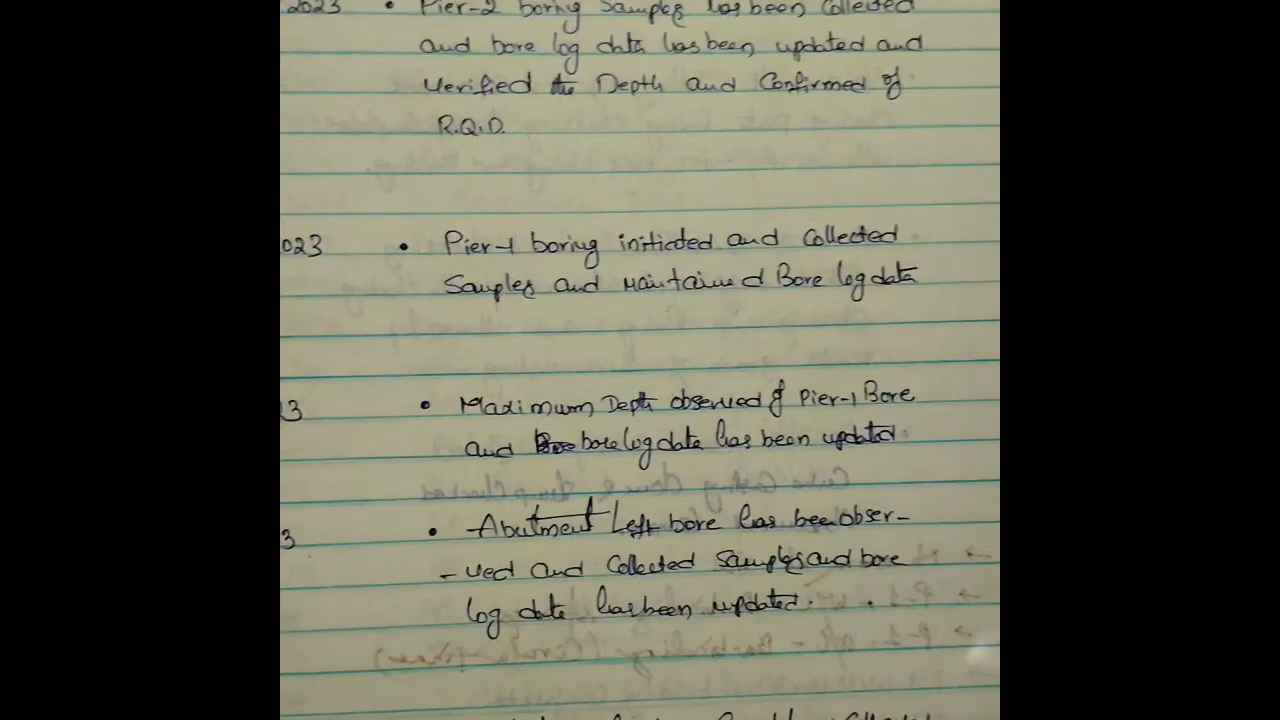 2023 • Pier-2 boring Samples has been Collected
and bore log data has been updated and
Verified the Depth and Confirmed of
R.Q.D.
023 • Pier-1 boring initiated and Collected
Samples and Maintained Bore log data
3 • Maximum Depth observed of Pier-1 Bore
and bore log data has been updated.
3 • Abutment Left bore has been obser-
- ved and Collected Samples and bore
log date has been updated.